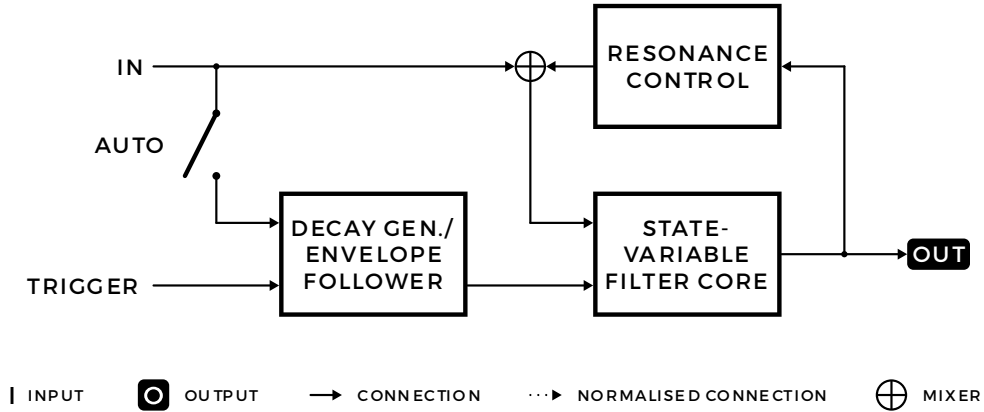 IN
RESONANCE
CONTROL
AUTO
DECAY GEN./
ENVELOPE
FOLLOWER
STATE-
VARIABLE
FILTER CORE
OUT
TRIGGER
INPUT
OUTPUT
CONNECTION
NORMALISED CONNECTION
MIXER